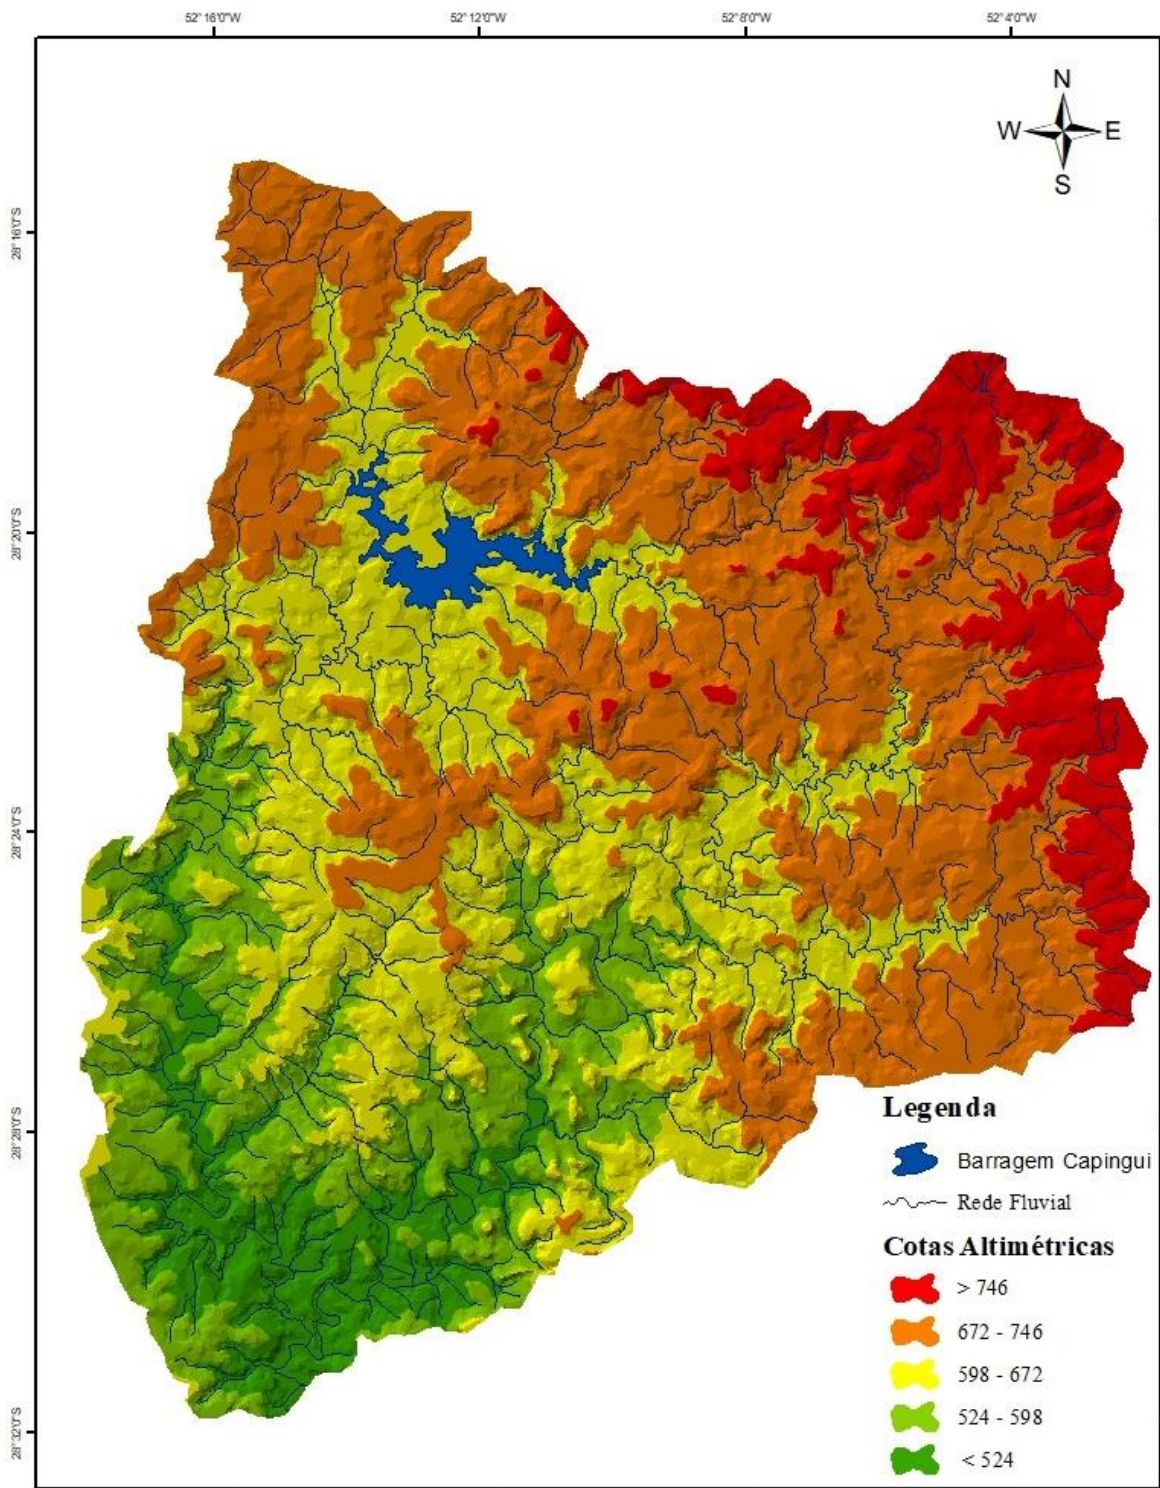 52°16'0"W 52°12'0"W 52°8'0"W 52°4'0"W
N
W E
S
28°16'0"S
28°20'0"S
28°24'0"S
28°28'0"S
28°32'0"S
Legenda
Barragem Capingui
Rede Fluvial
Cotas Altimétricas
> 746
672 - 746
598 - 672
524 - 598
< 524